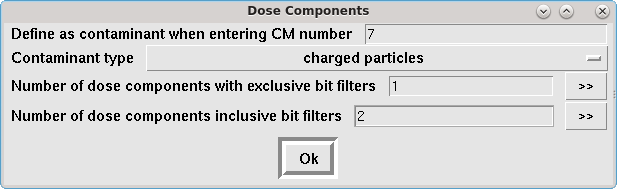 Dose Components
Define as contaminant when entering CM number 7
Contaminant type charged particles
Number of dose components with exclusive bit filters 1 >>
Number of dose components inclusive bit filters 2 >>
Ok